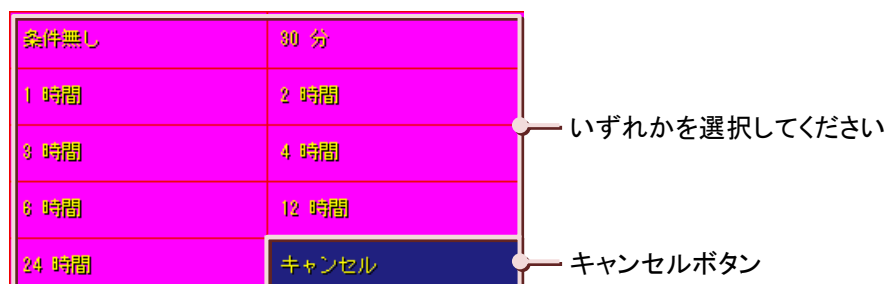 条件無し 30 分
1 時間 2 時間
いずれかを選択してください
3 時間 4 時間
6 時間 12 時間
24 時間 キャンセル キャンセルボタン